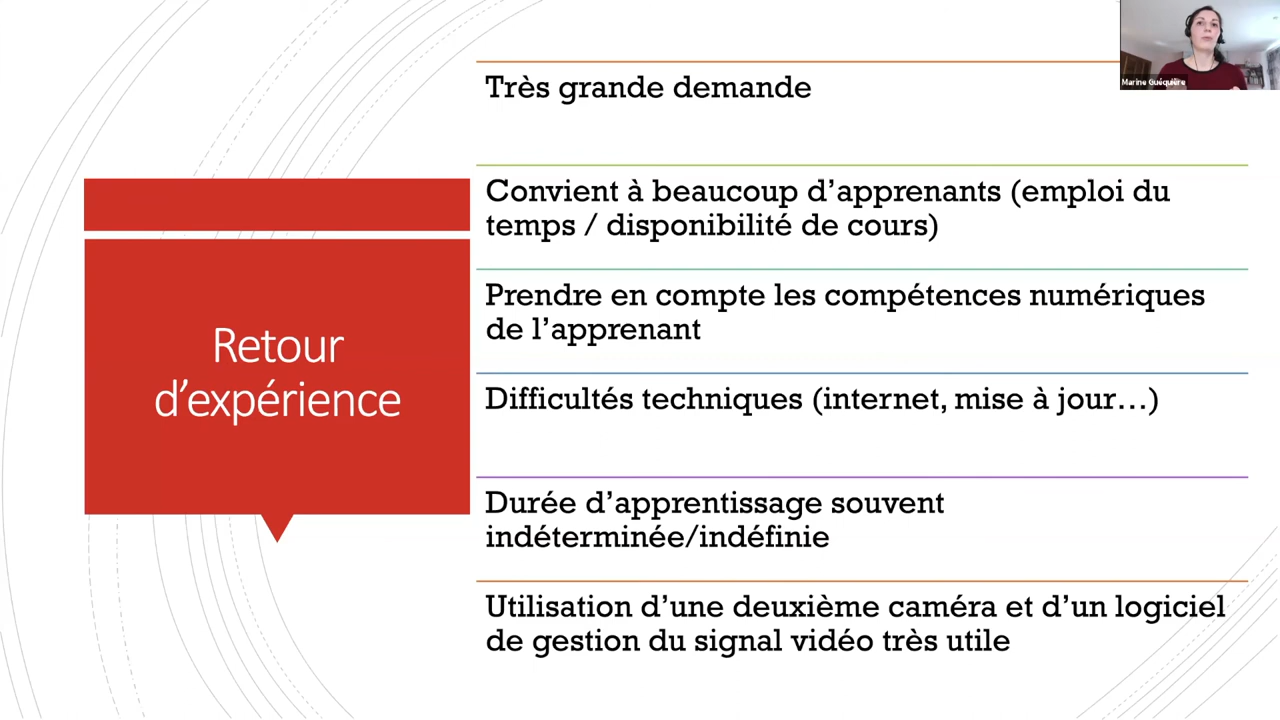 Marine Guéquière
Retour
d'expérience
Très grande demande
Convient à beaucoup d'apprenants (emploi du
temps / disponibilité de cours)
Prendre en compte les compétences numériques
de l'apprenant
Difficultés techniques (internet, mise à jour…)
Durée d'apprentissage souvent
indéterminée/indéfinie
Utilisation d'une deuxième caméra et d'un logiciel
de gestion du signal vidéo très utile